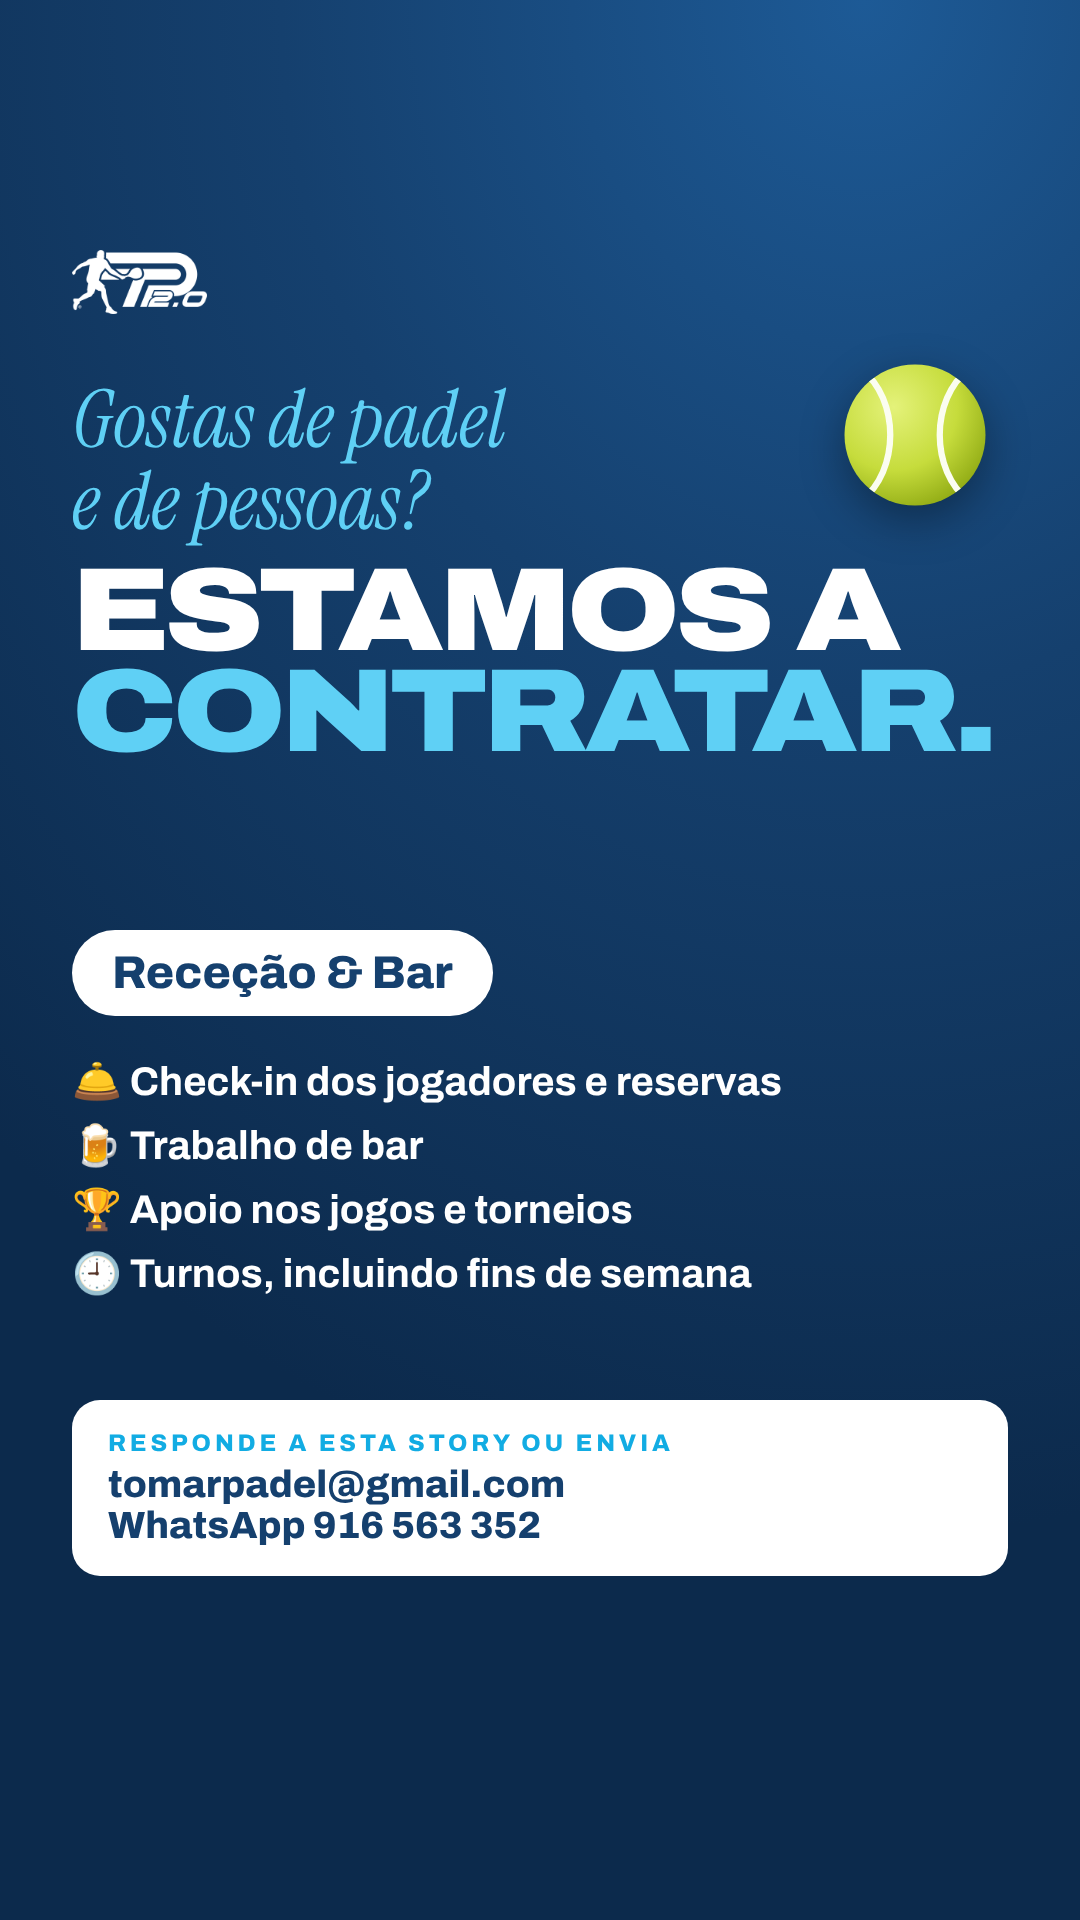 TP 2.0
Gostas de padel
e de pessoas?
ESTAMOS A
CONTRATAR.
Receção & Bar
🛎️ Check-in dos jogadores e reservas
🍺 Trabalho de bar
🏆 Apoio nos jogos e torneios
🕘 Turnos, incluindo fins de semana
RESPONDE A ESTA STORY OU ENVIA
tomarpadel@gmail.com
WhatsApp 916 563 352